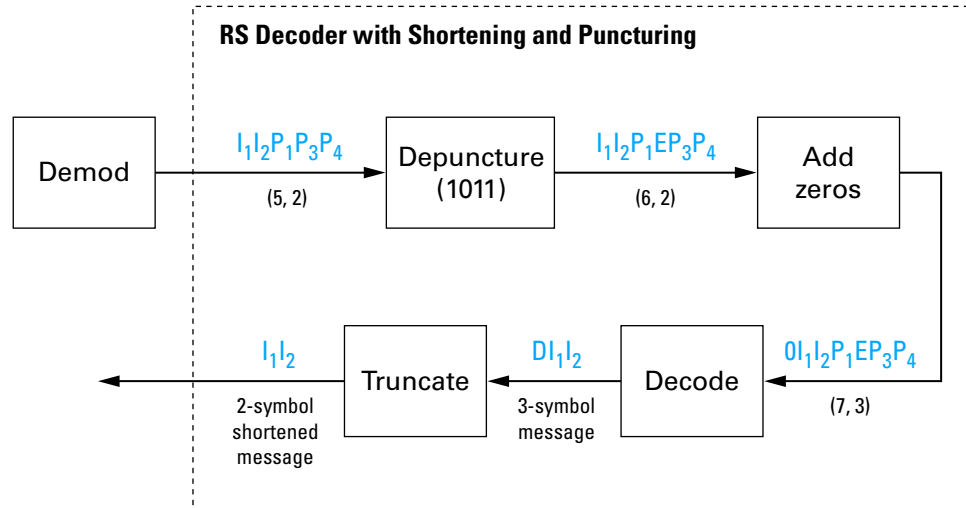 RS Decoder with Shortening and Puncturing
Demod
I₁I₂P₁P₃P₄
(5, 2)
Depuncture
(1011)
I₁I₂P₁EP₃P₄
(6, 2)
Add
zeros
0I₁I₂P₁EP₃P₄
(7, 3)
Decode
DI₁I₂
3-symbol
message
Truncate
I₁I₂
2-symbol
shortened
message